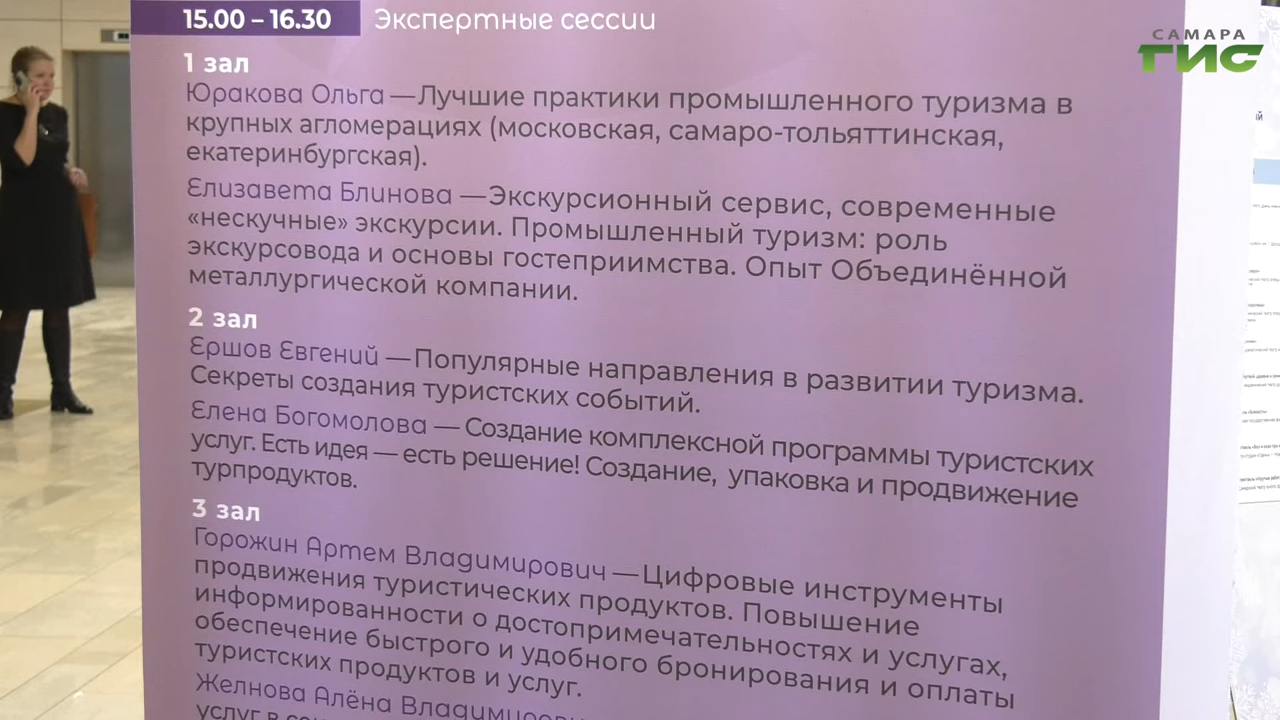 САМАРА
ГИС
15.00 – 16.30 Экспертные сессии
1 зал
Юракова Ольга — Лучшие практики промышленного туризма в
крупных агломерациях (московская, самаро-тольяттинская,
екатеринбургская).
Елизавета Блинова — Экскурсионный сервис, современные
«нескучные» экскурсии. Промышленный туризм: роль
экскурсовода и основы гостеприимства. Опыт Объединённой
металлургической компании.
2 зал
Ершов Евгений — Популярные направления в развитии туризма.
Секреты создания туристских событий.
Елена Богомолова — Создание комплексной программы туристских
услуг. Есть идея — есть решение! Создание, упаковка и продвижение
турпродуктов.
3 зал
Горожин Артем Владимирович — Цифровые инструменты
продвижения туристических продуктов. Повышение
информированности о достопримечательностях и услугах,
обеспечение быстрого и удобного бронирования и оплаты
туристских продуктов и услуг.
Желнова Алёна Владимирович
услуг в